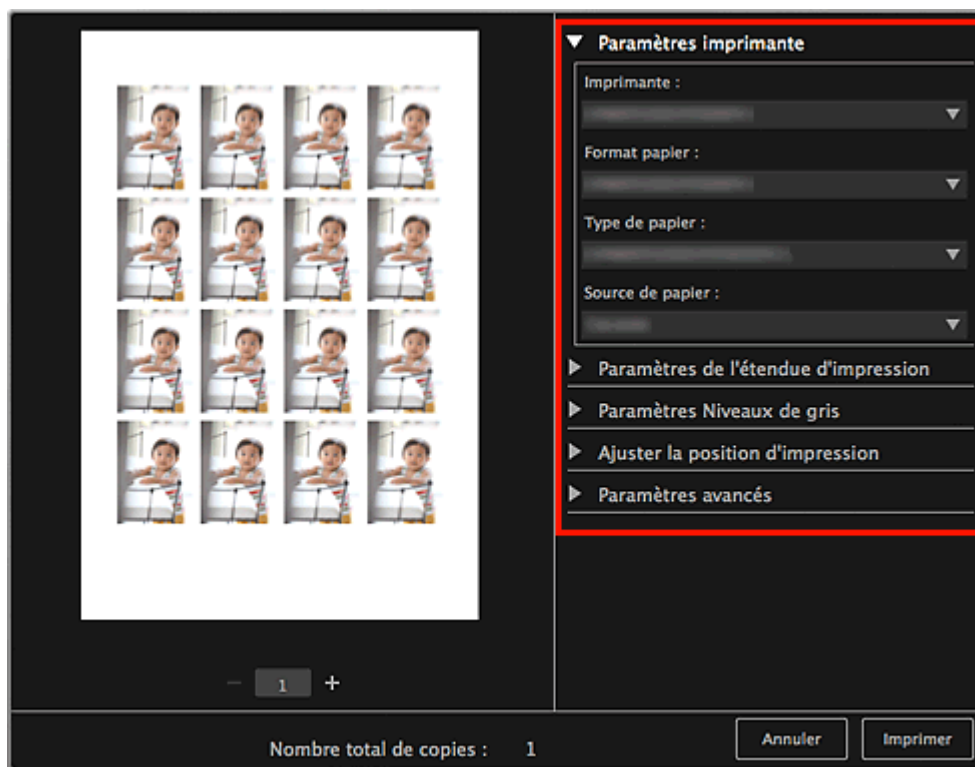 Paramètres imprimante
Imprimante :
Format papier :
Type de papier :
Source de papier :
Paramètres de l'étendue d'impression
Paramètres Niveaux de gris
Ajuster la position d'impression
Paramètres avancés
1
Nombre total de copies : 1
Annuler
Imprimer